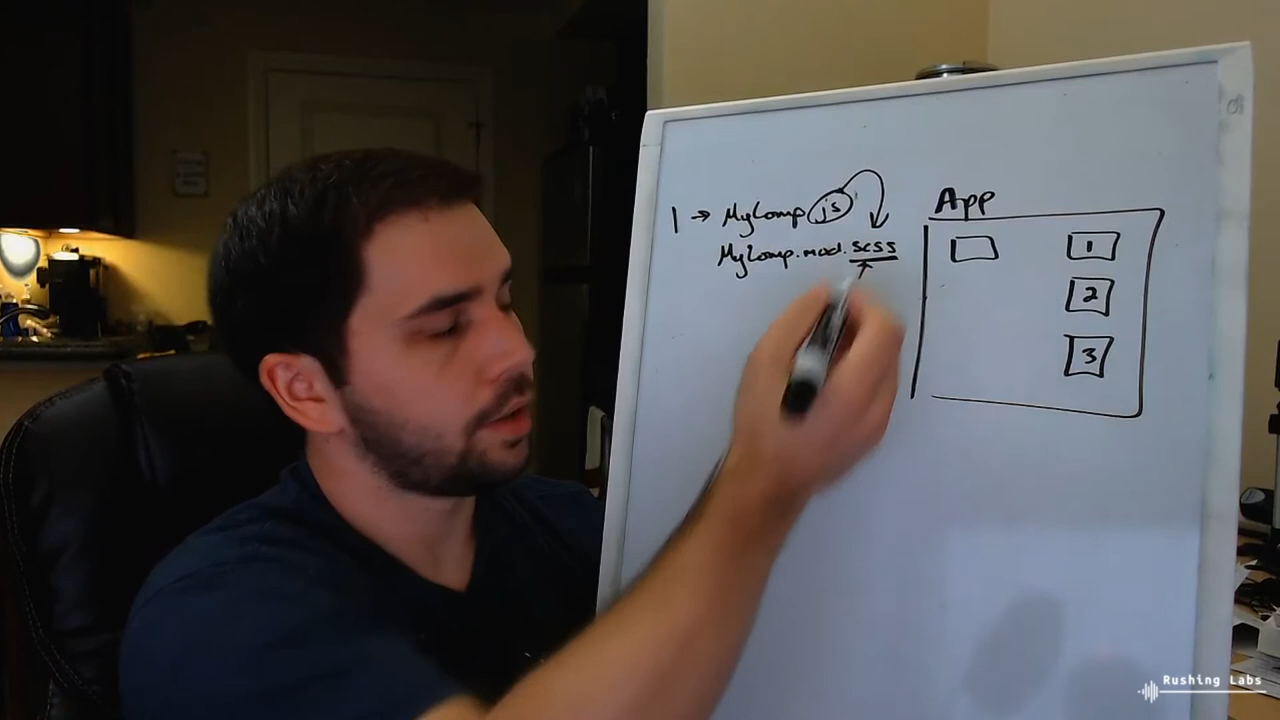 1 → MyComp js
MyComp.mod.scss
App
1
2
3
Rushing Labs